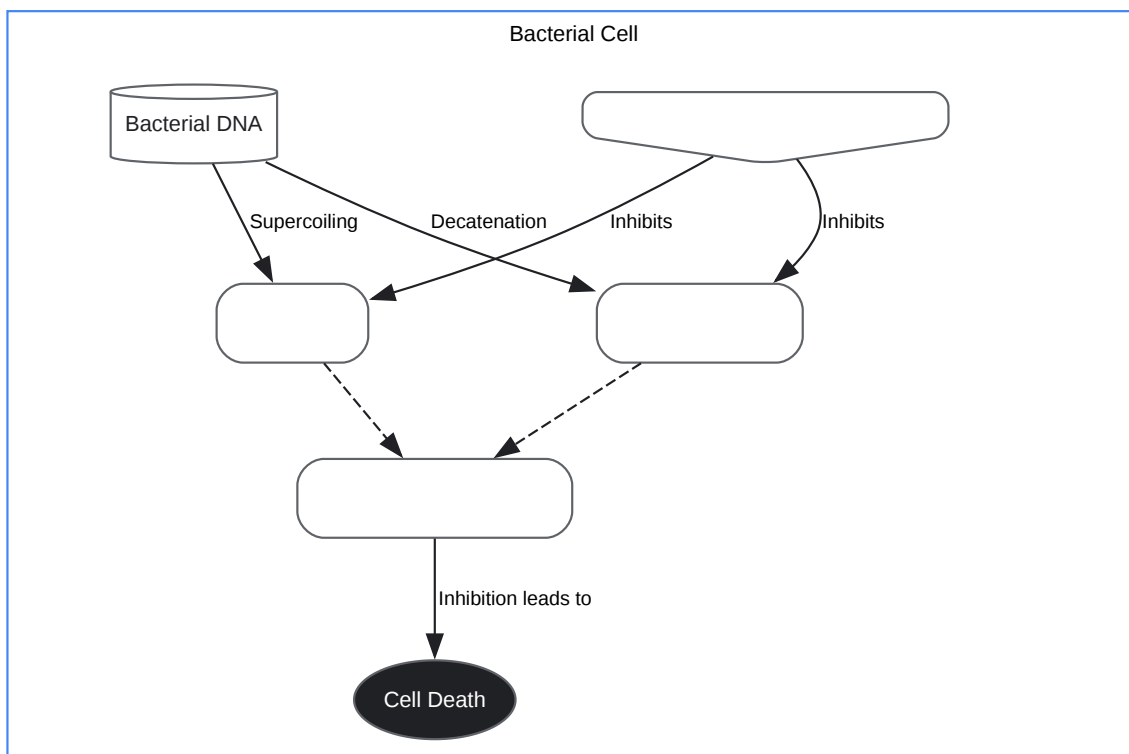 Bacterial Cell
Bacterial DNA
Supercoiling
Decatenation
Inhibits
Inhibits
Inhibition leads to
Cell Death